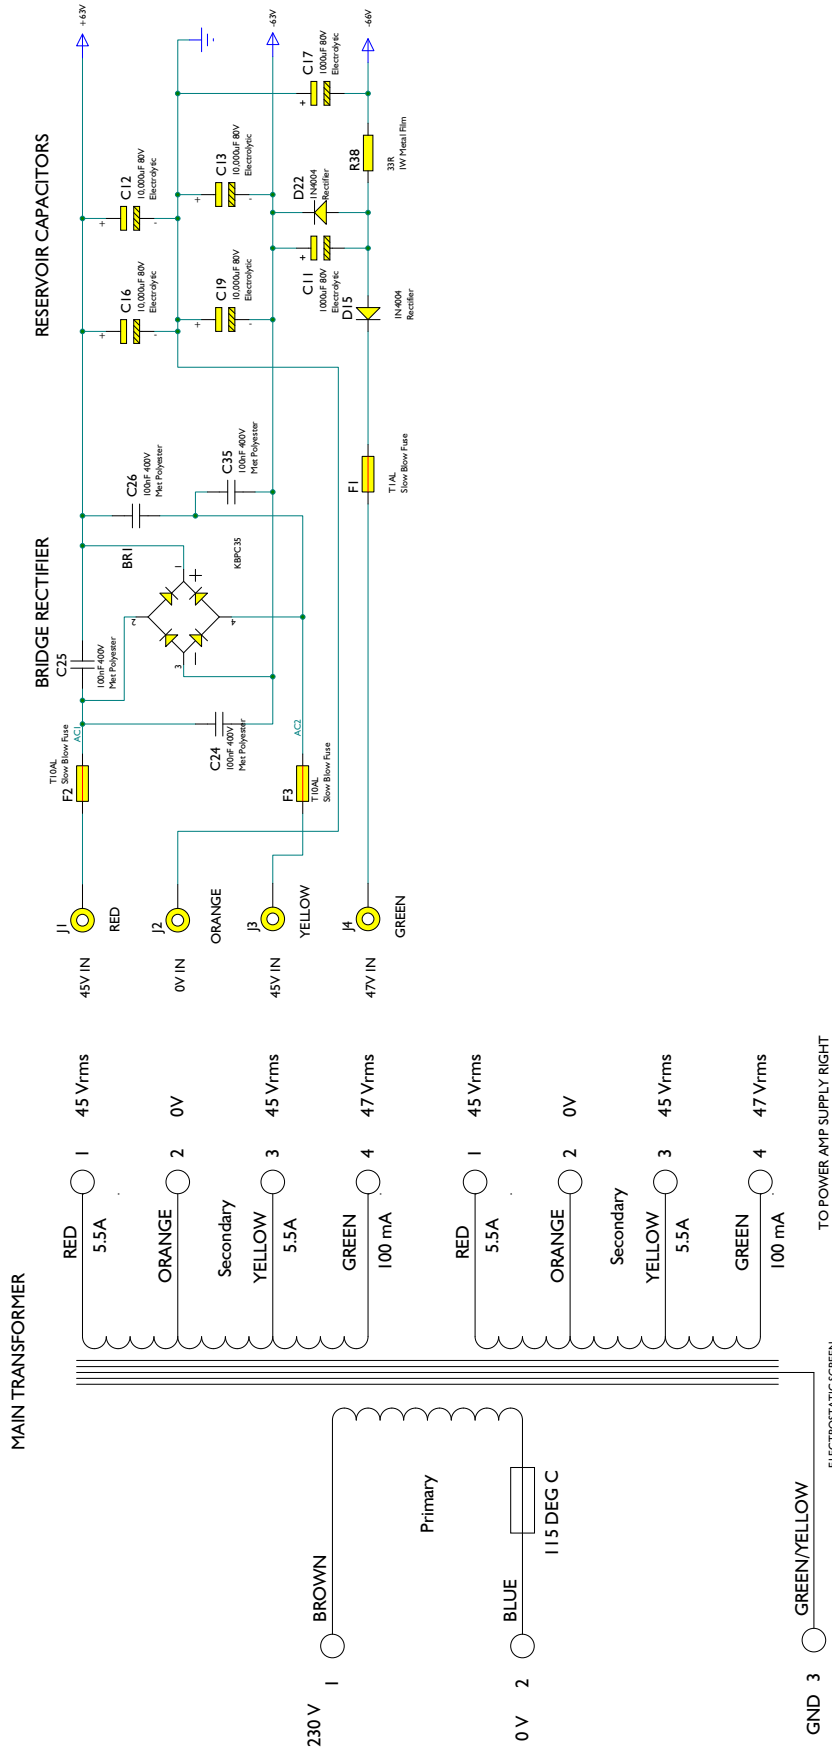 MAIN TRANSFORMER
230 V
1
BROWN
Primary
0 V
2
BLUE
115 DEG C
GND
3
GREEN/YELLOW
RED
5.5A
1
45 Vrms
ORANGE
2
0V
Secondary
YELLOW
5.5A
3
45 Vrms
GREEN
100 mA
4
47 Vrms
RED
5.5A
1
45 Vrms
ORANGE
2
0V
Secondary
YELLOW
5.5A
3
45 Vrms
GREEN
100 mA
4
47 Vrms
TO POWER AMP SUPPLY RIGHT
45V IN
J1
RED
0V IN
J2
ORANGE
45V IN
J3
YELLOW
47V IN
J4
GREEN
BRIDGE RECTIFIER
T10AL
Slow Blow Fuse
F2
AC1
C25
100nF 400V
Met Polyester
C24
100nF 400V
Met Polyester
F3
T10AL
Slow Blow Fuse
AC2
BR1
1
2
3
4
+
-
KBPC35
C26
100nF 400V
Met Polyester
C35
100nF 400V
Met Polyester
F1
T1AL
Slow Blow Fuse
RESERVOIR CAPACITORS
+
-
C16
10,000uF 80V
Electrolytic
+
-
C12
10,000uF 80V
Electrolytic
+
-
C19
10,000uF 80V
Electrolytic
+
-
C13
10,000uF 80V
Electrolytic
+
C11
1000uF 80V
Electrolytic
D15
1N4004
Rectifier
D22
1N4004
Rectifier
R38
33R
1W Metal Film
+
C17
1000uF 80V
Electrolytic
+63V
-63V
-66V